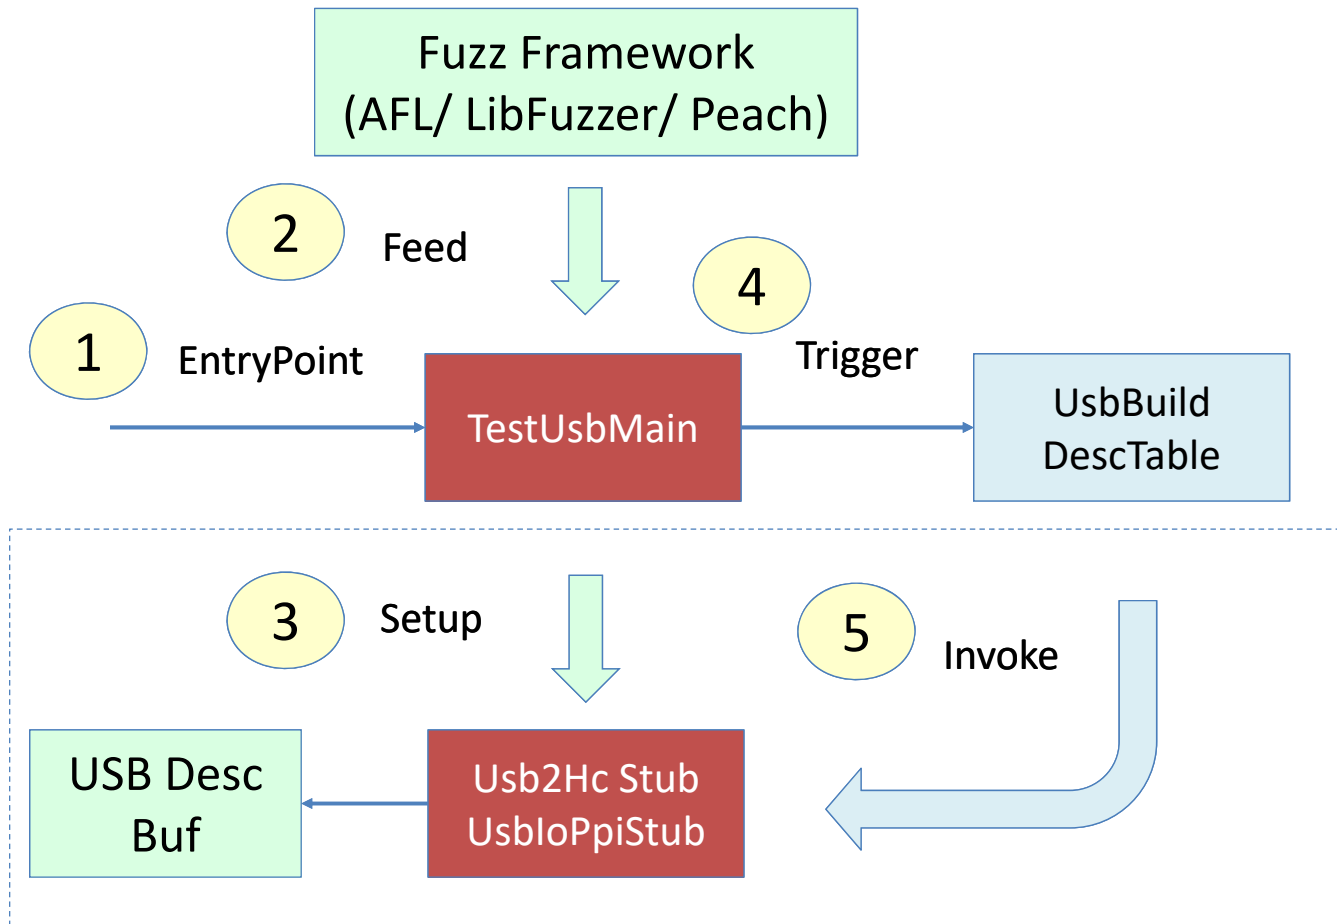 Fuzz Framework
(AFL/ LibFuzzer/ Peach)
2
Feed
4
1
EntryPoint
Trigger
TestUsbMain
UsbBuild
DescTable
3
Setup
5
Invoke
USB Desc
Buf
Usb2Hc Stub
UsbIoPpiStub